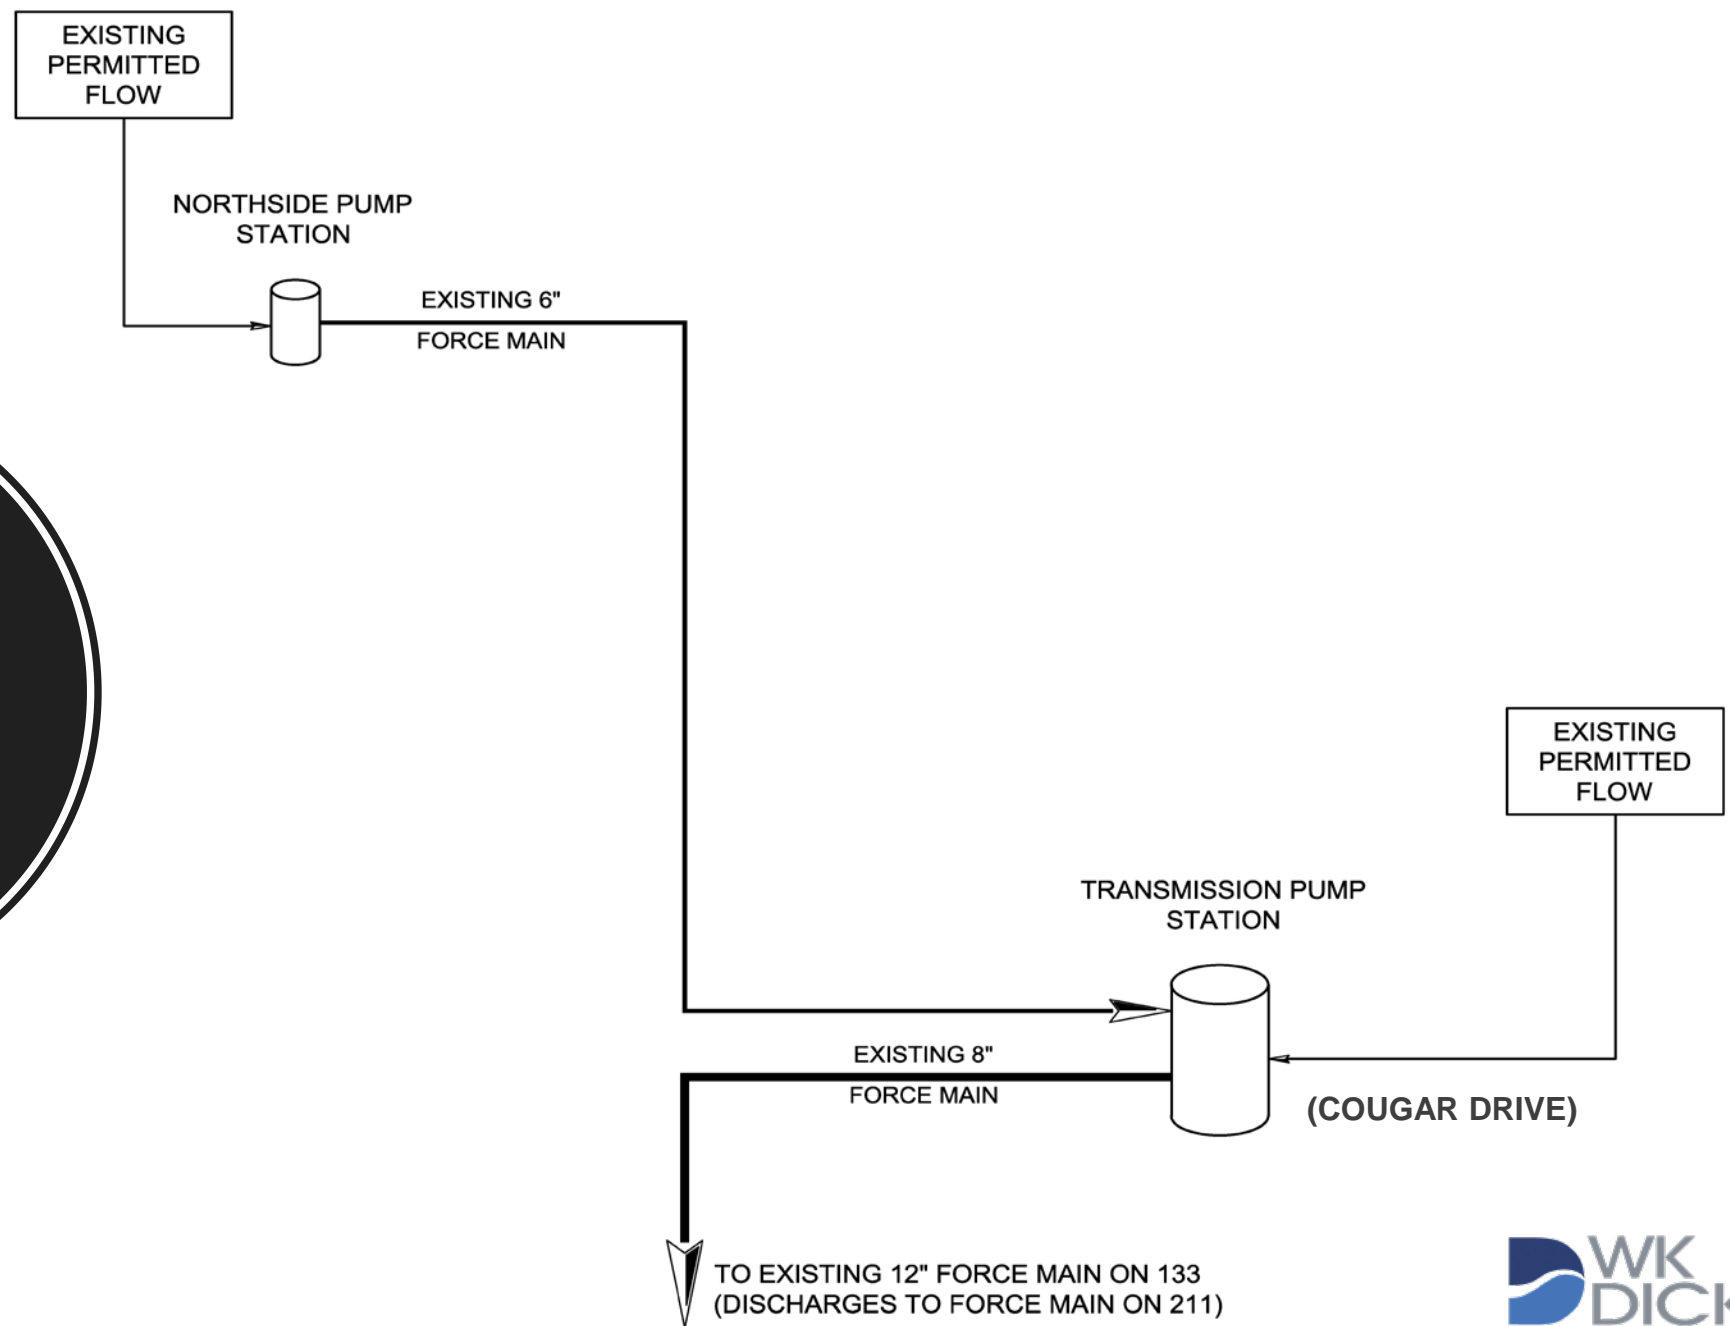 EXISTING
PERMITTED
FLOW
NORTHSIDE PUMP
STATION
EXISTING 6"
FORCE MAIN
EXISTING
PERMITTED
FLOW
TRANSMISSION PUMP
STATION
EXISTING 8"
FORCE MAIN
(COUGAR DRIVE)
TO EXISTING 12" FORCE MAIN ON 133
(DISCHARGES TO FORCE MAIN ON 211)
WK
DICK